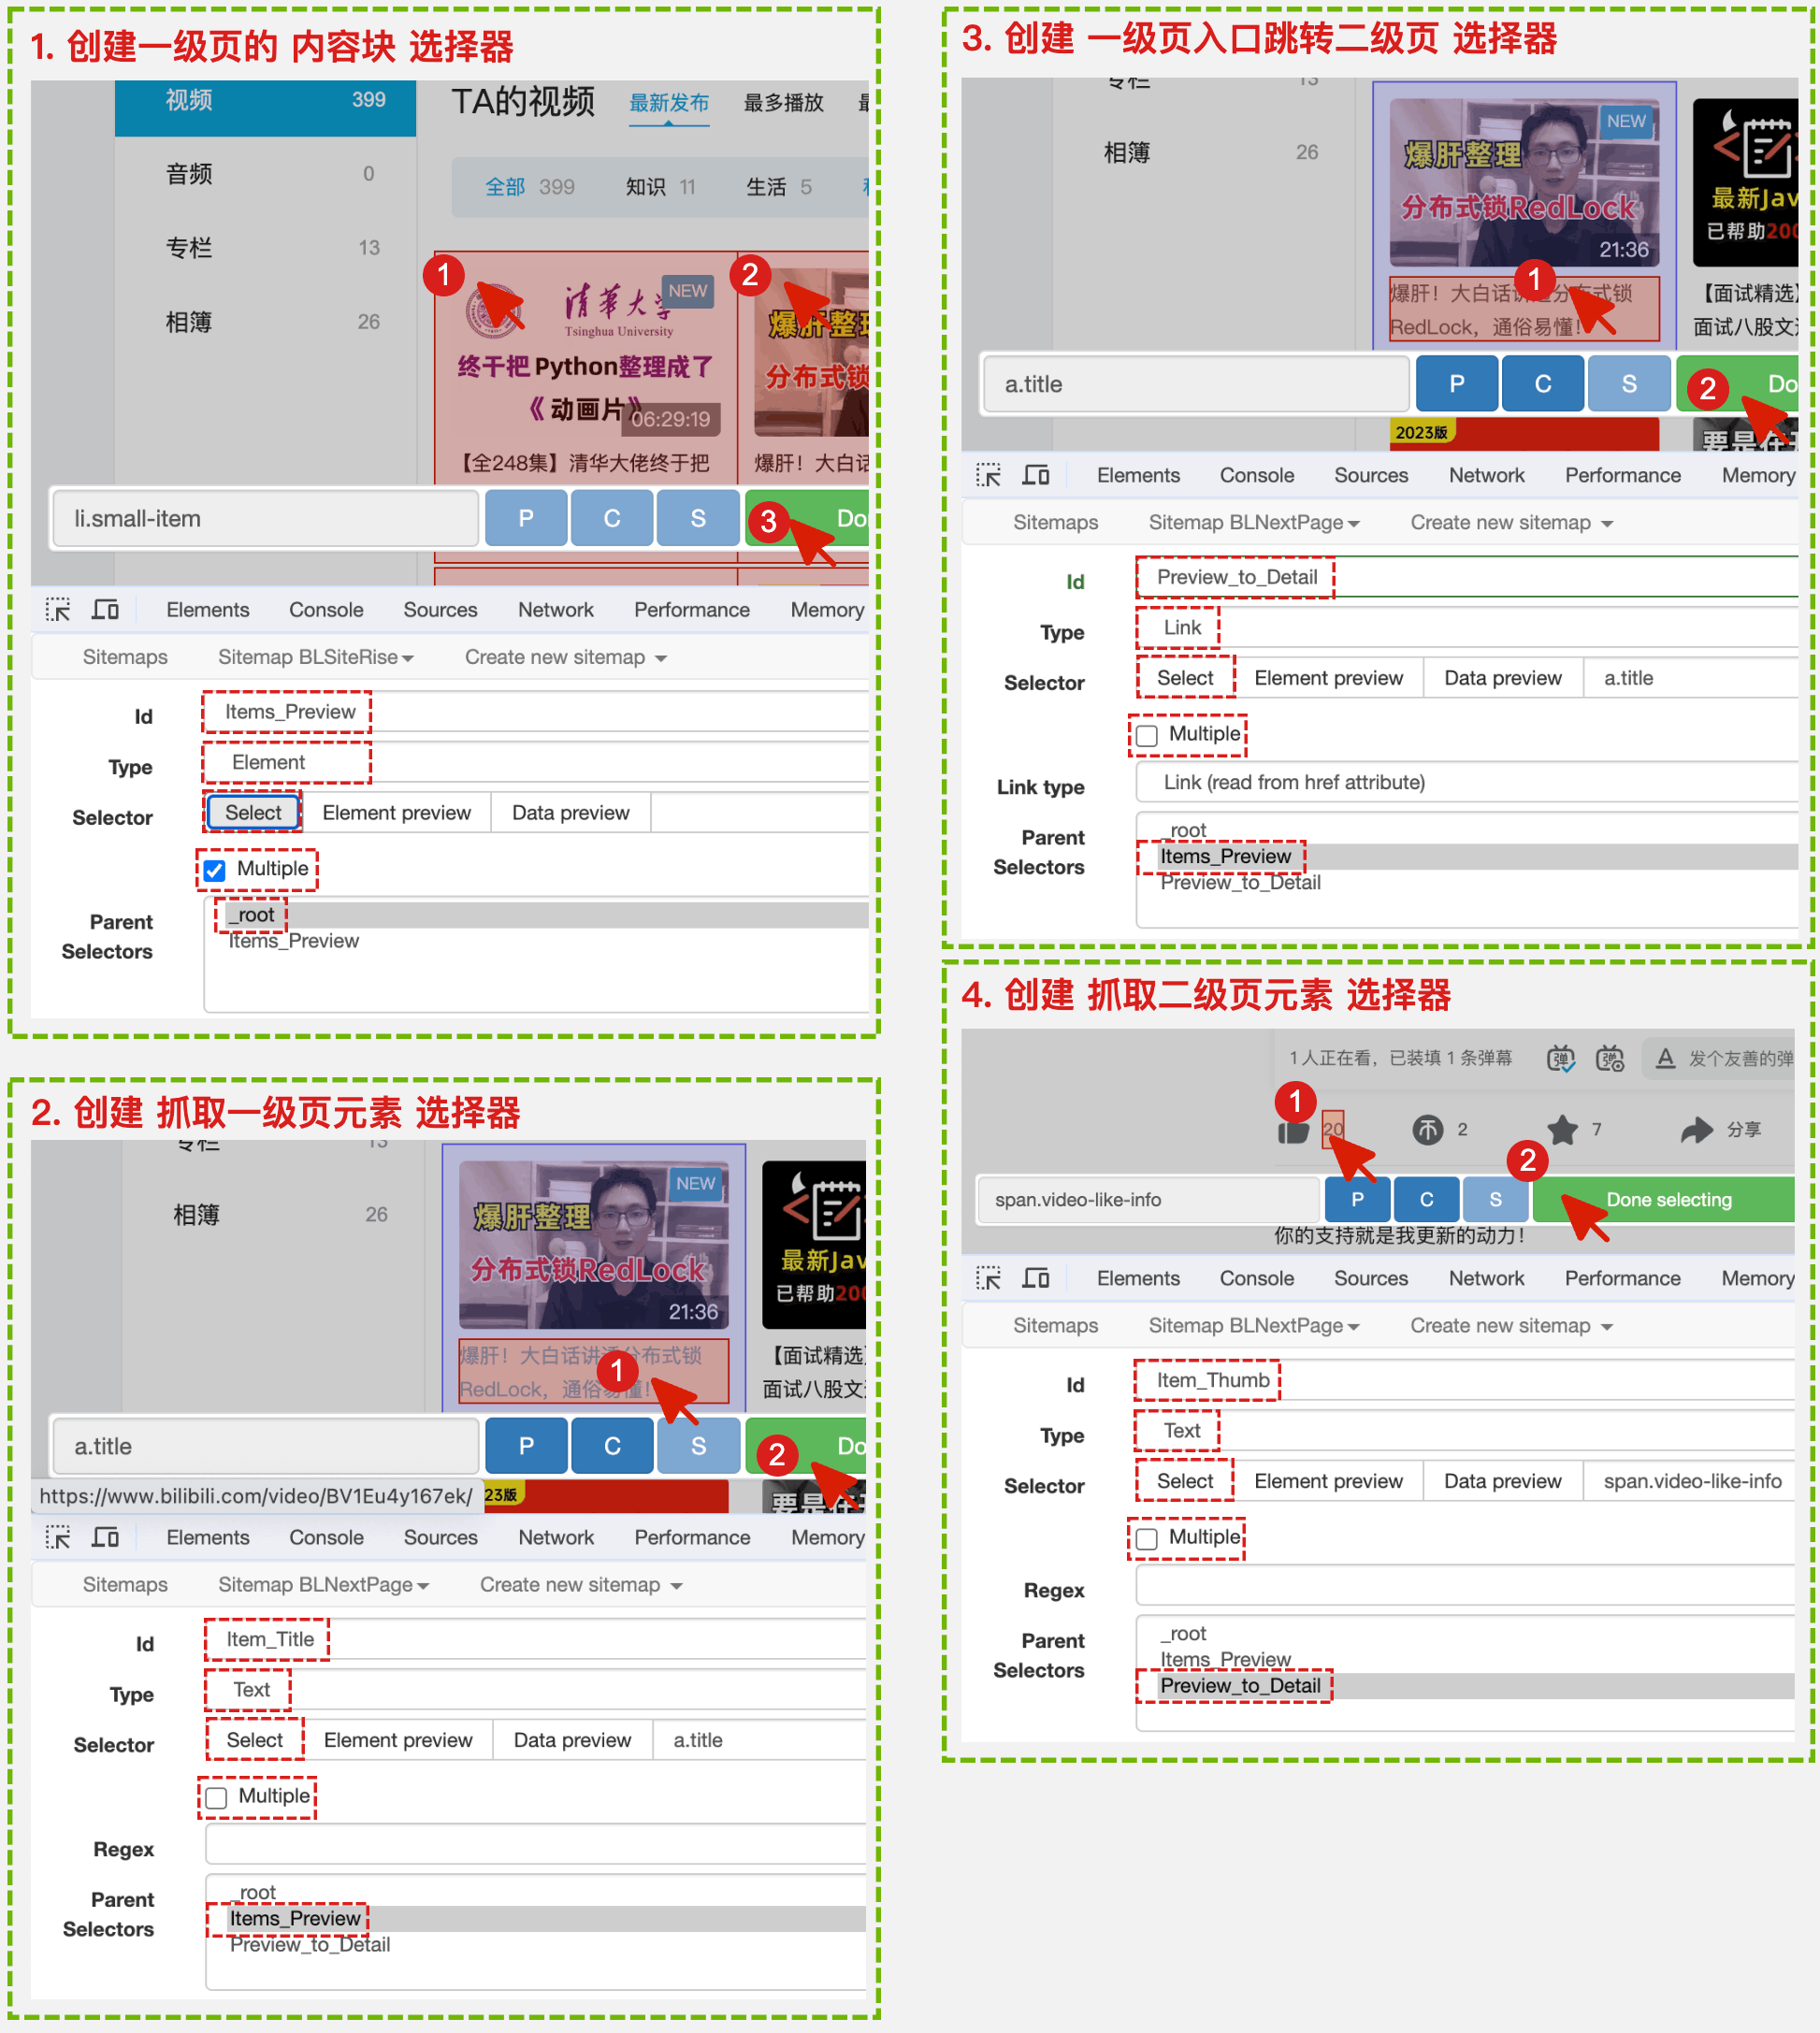 1. 创建一级页的 内容块 选择器
视频 399
TA的视频 最新发布 最多播放
音频 0
全部 399 知识 11 生活 5
专栏 13
相簿 26
1
2
清華大学 NEW
Tsinghua University
终于把Python整理成了
《动画片》
06:29:19
爆肝整理
分布式锁
【全248集】清华大佬终于把
爆肝！大白话
li.small-item P C S 3 Do
Elements Console Sources Network Performance Memory
Sitemaps Sitemap BLSiteRise Create new sitemap
Id Items_Preview
Type Element
Selector Select Element preview Data preview
Multiple
Parent Selectors
_root
Items_Preview
2. 创建 抓取一级页元素 选择器
专栏 13
相簿 26
NEW
爆肝整理
分布式锁RedLock
21:36
最新Jav
已帮助200
爆肝！大白话讲透分布式锁
RedLock，通俗易懂！
1
【面试精选】
面试八股文
a.title P C S 2 Do
https://www.bilibili.com/video/BV1Eu4y167ek/
23版
要是在
Elements Console Sources Network Performance Memory
Sitemaps Sitemap BLNextPage Create new sitemap
Id Item_Title
Type Text
Selector Select Element preview Data preview a.title
Multiple
Regex
Parent Selectors
_root
Items_Preview
Preview_to_Detail
3. 创建 一级页入口跳转二级页 选择器
专栏 13
相簿 26
NEW
爆肝整理
分布式锁RedLock
21:36
最新Jav
已帮助200
1
爆肝！大白话讲透分布式锁
RedLock，通俗易懂！
【面试精选】
面试八股文
a.title P C S 2 Do
2023版
要是在
Elements Console Sources Network Performance Memory
Sitemaps Sitemap BLNextPage Create new sitemap
Id Preview_to_Detail
Type Link
Selector Select Element preview Data preview a.title
Multiple
Link type Link (read from href attribute)
Parent Selectors
_root
Items_Preview
Preview_to_Detail
4. 创建 抓取二级页元素 选择器
1人正在看，已装填 1 条弹幕 弹 弹 A 发个友善的弹
1
20 2 7 分享
2
span.video-like-info P C S Done selecting
你的支持就是我更新的动力！
Elements Console Sources Network Performance Memory
Sitemaps Sitemap BLNextPage Create new sitemap
Id Item_Thumb
Type Text
Selector Select Element preview Data preview span.video-like-info
Multiple
Regex
Parent Selectors
_root
Items_Preview
Preview_to_Detail